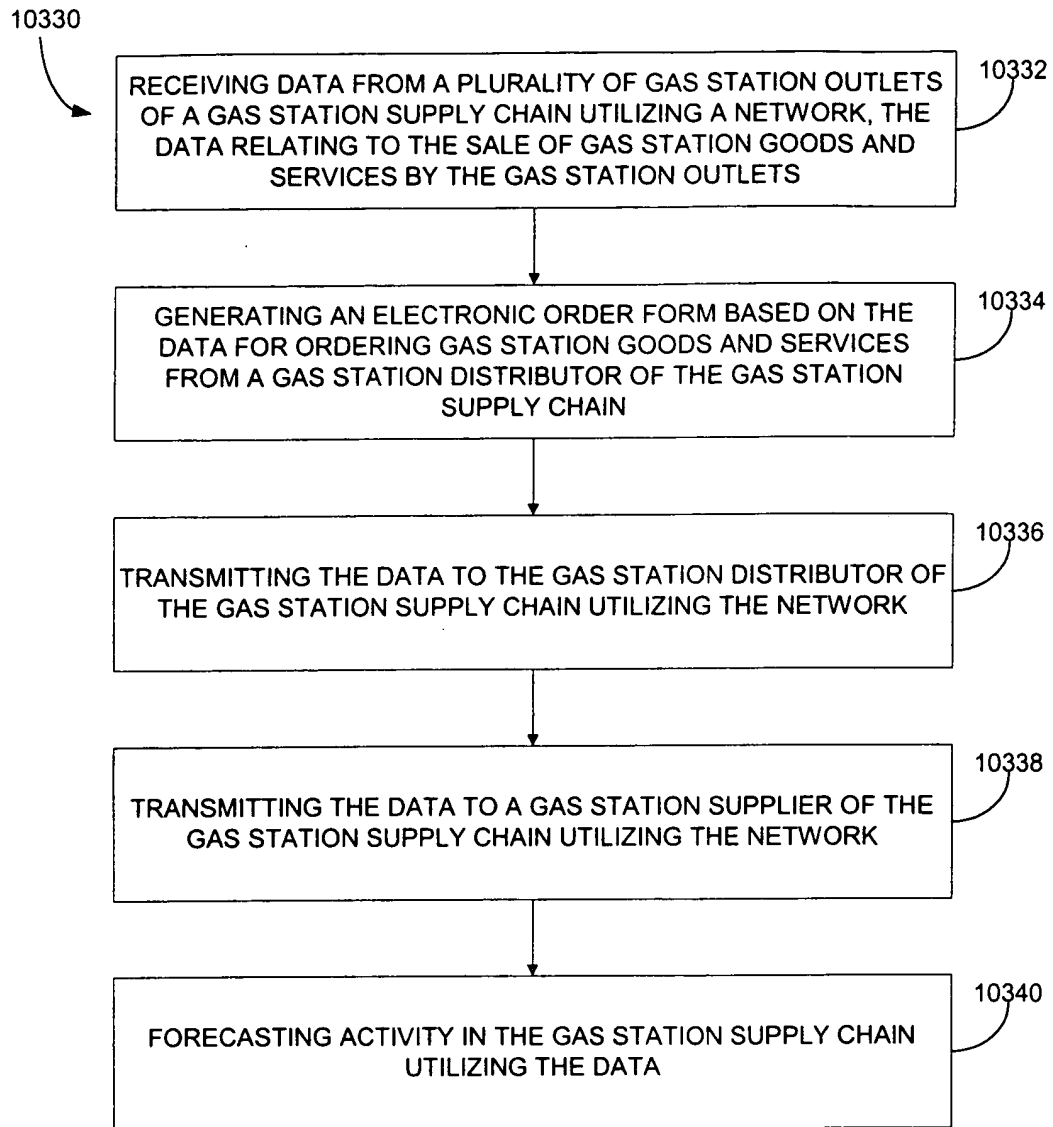 10330
RECEIVING DATA FROM A PLURALITY OF GAS STATION OUTLETS
OF A GAS STATION SUPPLY CHAIN UTILIZING A NETWORK, THE
DATA RELATING TO THE SALE OF GAS STATION GOODS AND
SERVICES BY THE GAS STATION OUTLETS
10332
GENERATING AN ELECTRONIC ORDER FORM BASED ON THE
DATA FOR ORDERING GAS STATION GOODS AND SERVICES
FROM A GAS STATION DISTRIBUTOR OF THE GAS STATION
SUPPLY CHAIN
10334
TRANSMITTING THE DATA TO THE GAS STATION DISTRIBUTOR OF
THE GAS STATION SUPPLY CHAIN UTILIZING THE NETWORK
10336
TRANSMITTING THE DATA TO A GAS STATION SUPPLIER OF THE
GAS STATION SUPPLY CHAIN UTILIZING THE NETWORK
10338
FORECASTING ACTIVITY IN THE GAS STATION SUPPLY CHAIN
UTILIZING THE DATA
10340